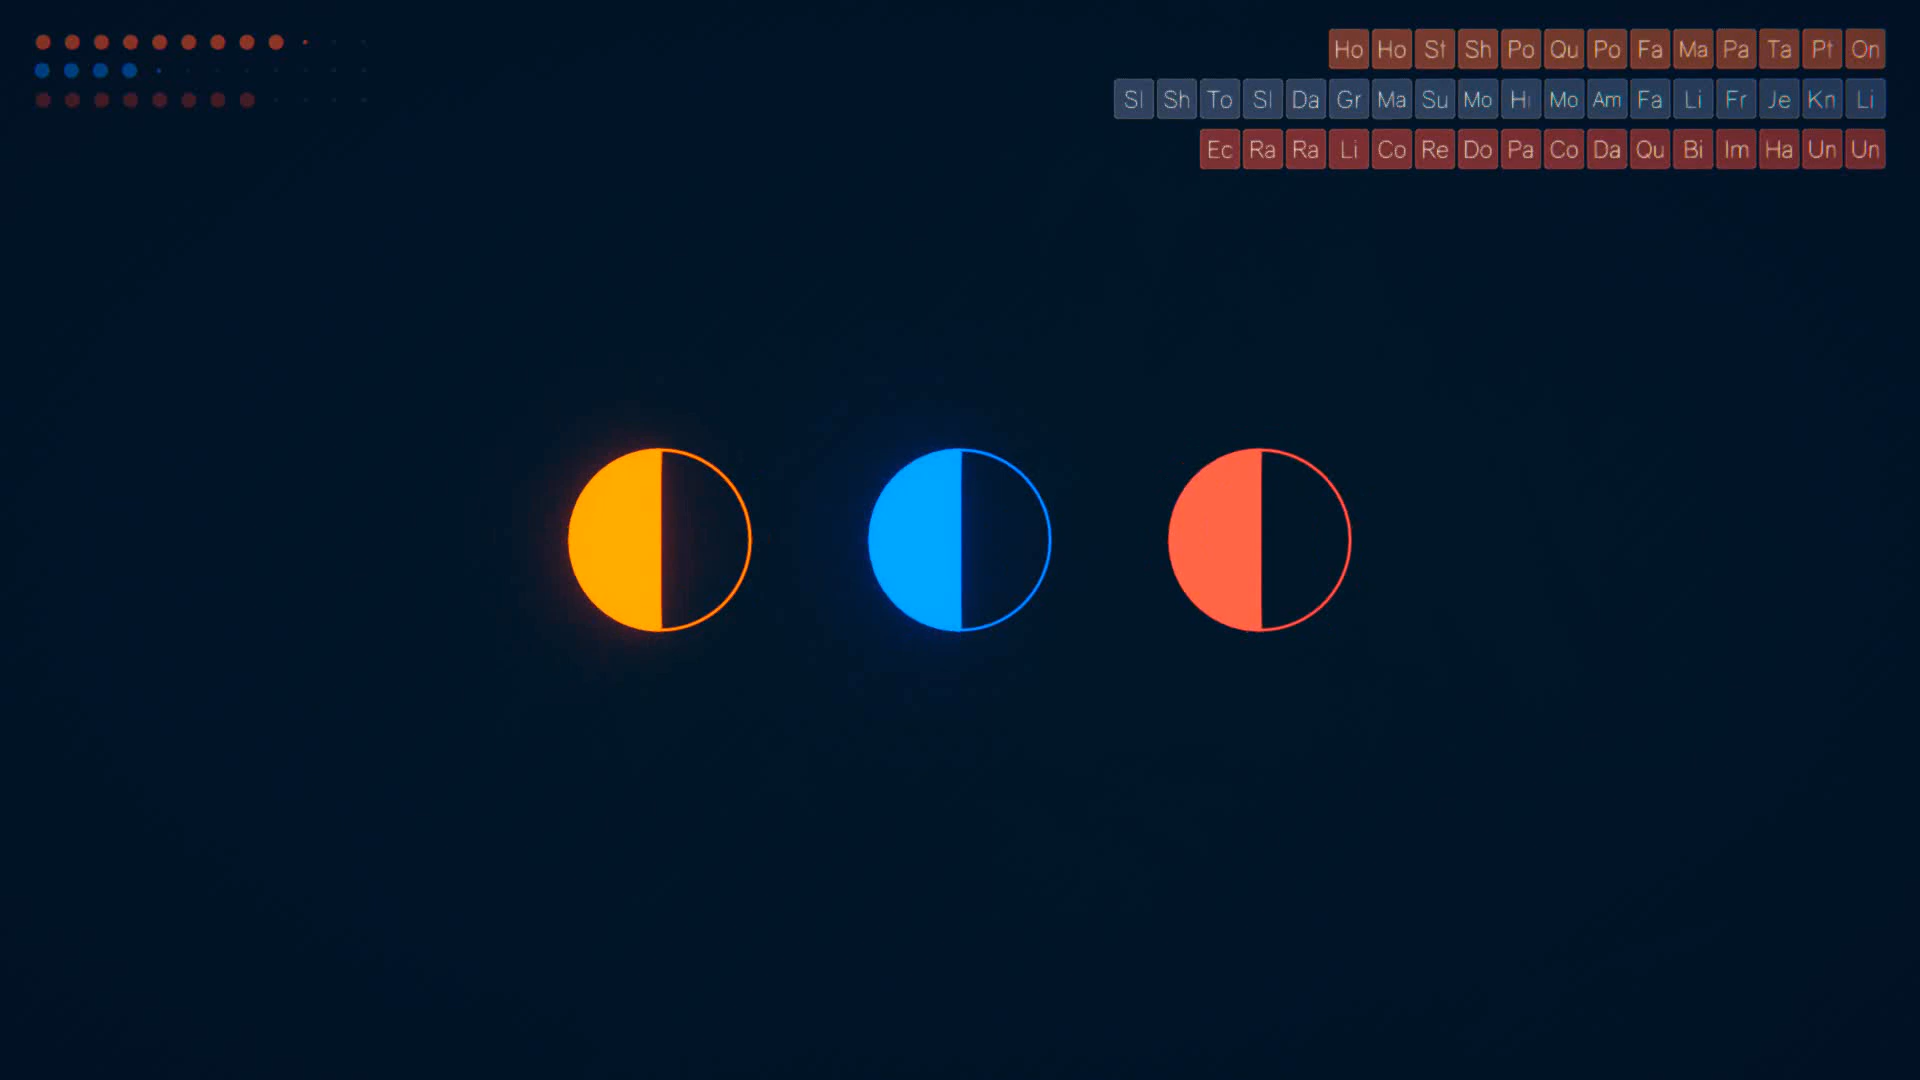 Ho Ho St Sh Po Qu Po Fa Ma Pa Ta Pt On
Sl Sh To Sl Da Gr Ma Su Mo Hi Mo Am Fa Li Fr Je Kn Li
Ec Ra Ra Li Co Re Do Pa Co Da Qu Bi Im Ha Un Un